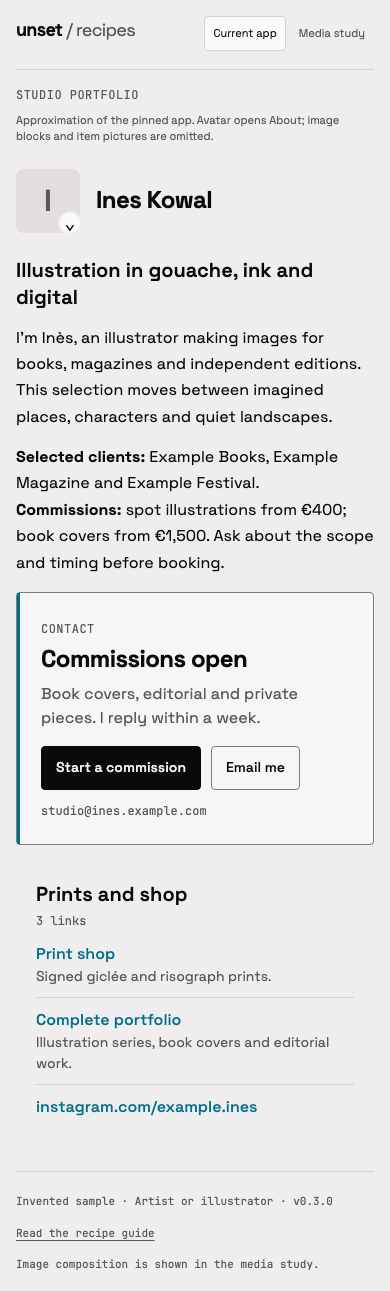 unset / recipes
Current app
Media study
STUDIO PORTFOLIO
Approximation of the pinned app. Avatar opens About; image
blocks and item pictures are omitted.
I
Ines Kowal
Illustration in gouache, ink and
digital
I'm Inès, an illustrator making images for
books, magazines and independent editions.
This selection moves between imagined
places, characters and quiet landscapes.
Selected clients: Example Books, Example
Magazine and Example Festival.
Commissions: spot illustrations from €400;
book covers from €1,500. Ask about the scope
and timing before booking.
CONTACT
Commissions open
Book covers, editorial and private
pieces. I reply within a week.
Start a commission
Email me
studio@ines.example.com
Prints and shop
3 links
Print shop
Signed giclée and risograph prints.
Complete portfolio
Illustration series, book covers and editorial
work.
instagram.com/example.ines
Invented sample · Artist or illustrator · v0.3.0
Read the recipe guide
Image composition is shown in the media study.